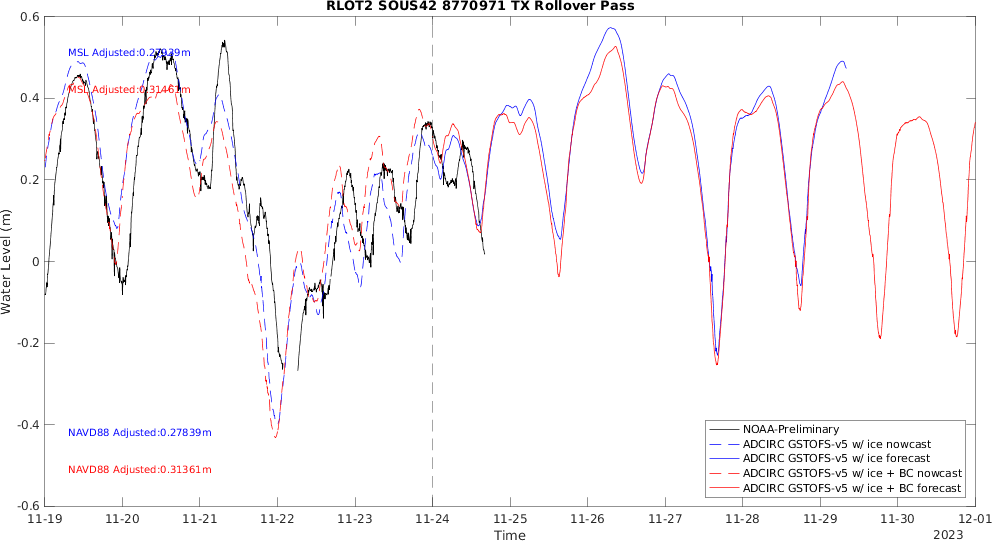 RLOT2 SOUS42 8770971 TX Rollover Pass
0.6
0.4
0.2
0
-0.2
-0.4
-0.6
Water Level (m)
MSL Adjusted:0.27939m
MSL Adjusted:0.31461m
NAVD88 Adjusted:0.27839m
NAVD88 Adjusted:0.31361m
NOAA-Preliminary
ADCIRC GSTOFS-v5 w/ ice nowcast
ADCIRC GSTOFS-v5 w/ ice forecast
ADCIRC GSTOFS-v5 w/ ice + BC nowcast
ADCIRC GSTOFS-v5 w/ ice + BC forecast
11-19 11-20 11-21 11-22 11-23 11-24 11-25 11-26 11-27 11-28 11-29 11-30 12-01
Time
2023